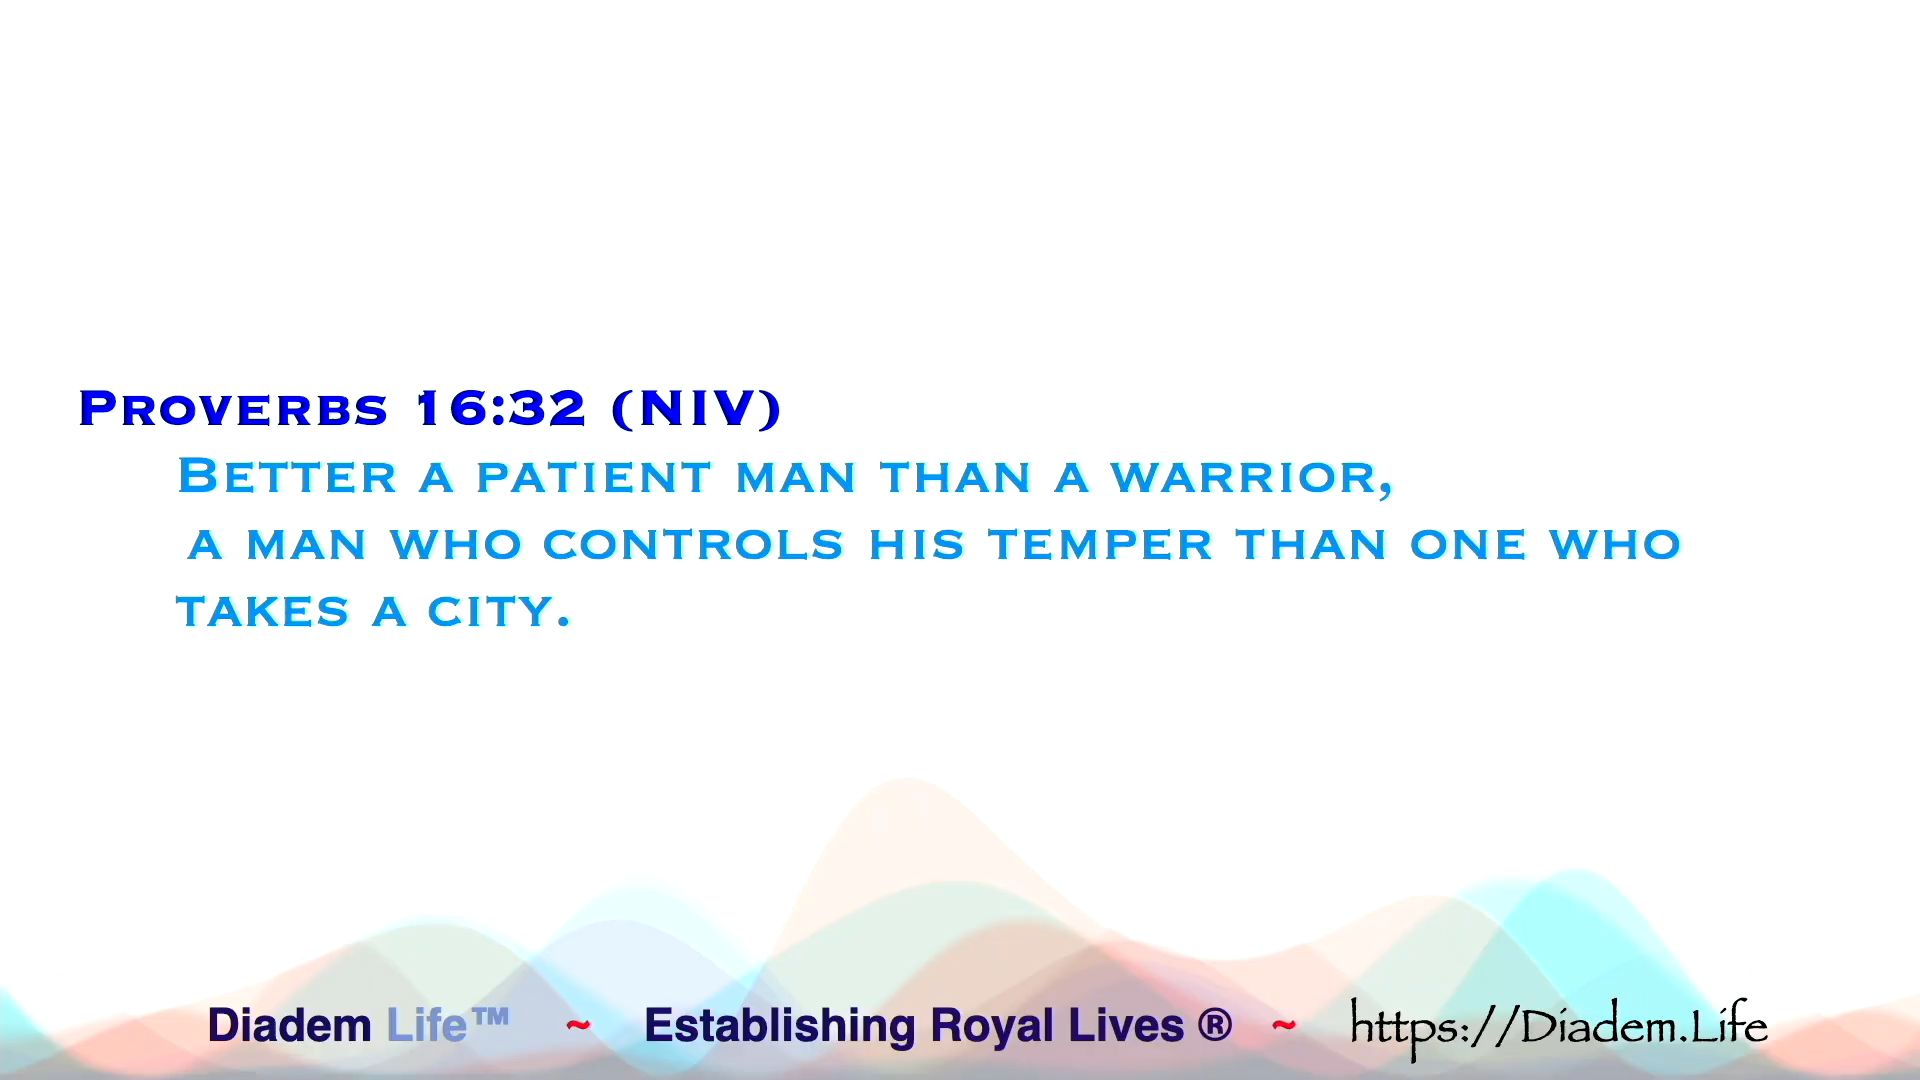 Proverbs 16:32 (NIV)
Better a patient man than a warrior,
a man who controls his temper than one who
takes a city.
Diadem Life™ ~ Establishing Royal Lives ® ~ https://Diadem.Life